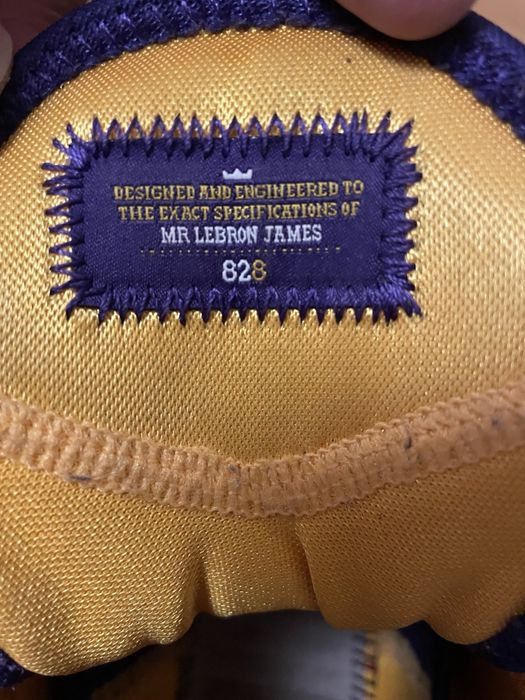 DESIGNED AND ENGINEERED TO
THE EXACT SPECIFICATIONS OF
MR LEBRON JAMES
828